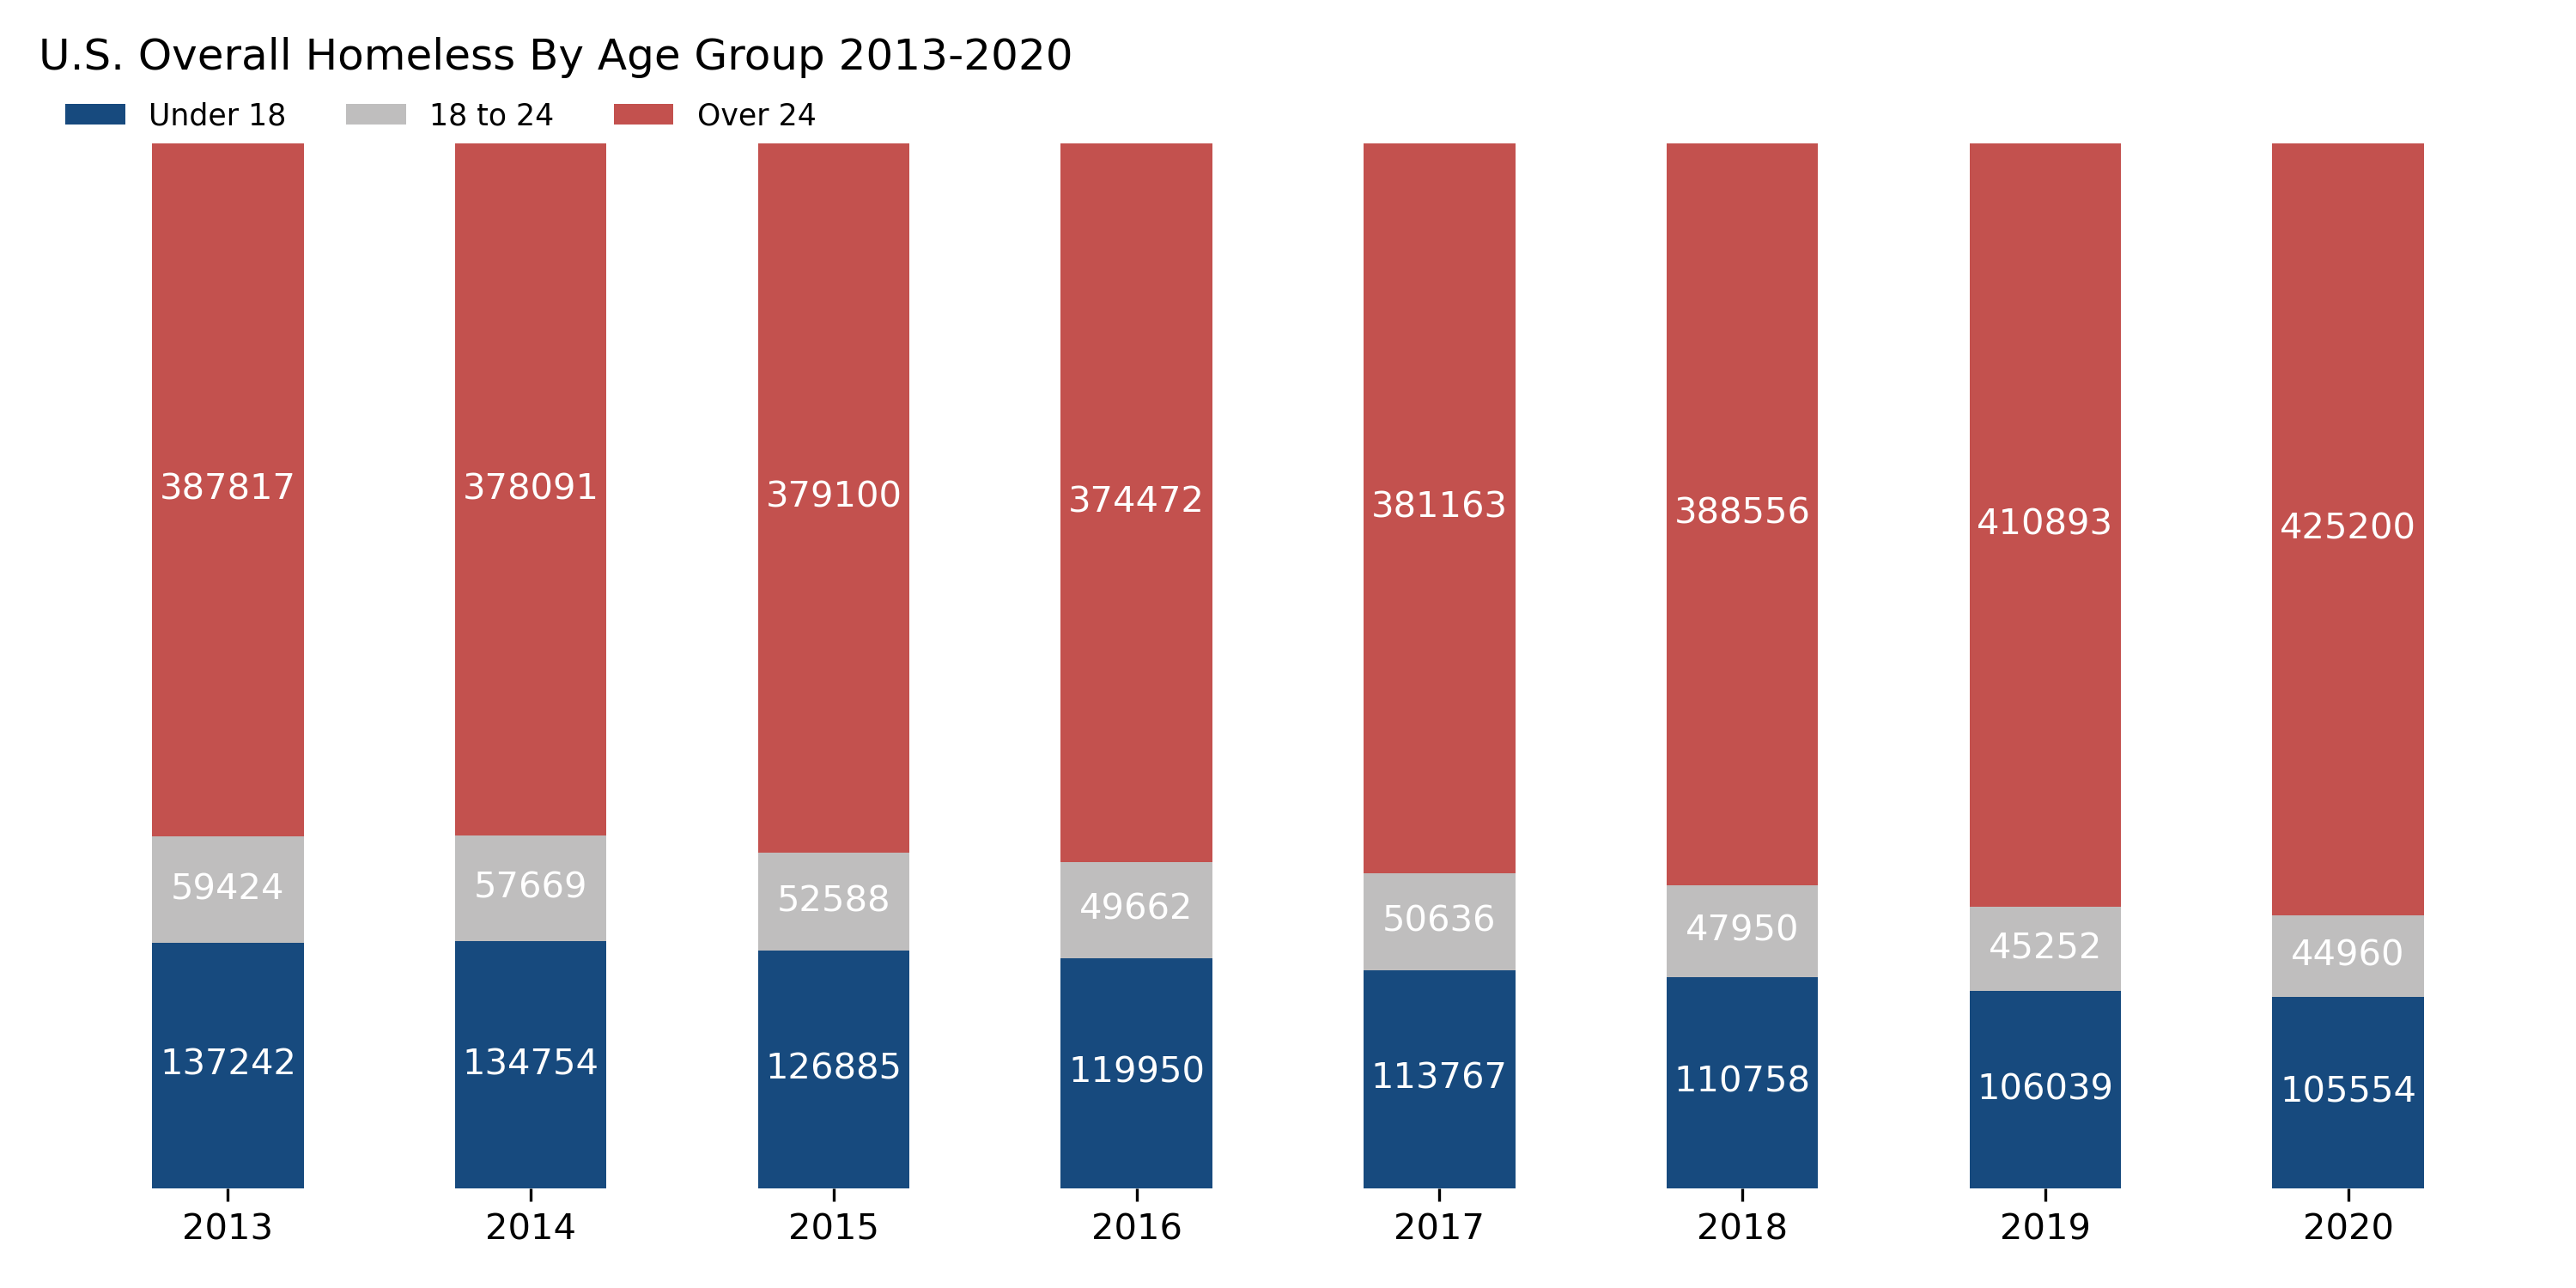 U.S. Overall Homeless By Age Group 2013-2020
Under 18 18 to 24 Over 24
387817 378091 379100 374472 381163 388556 410893 425200
59424 57669 52588 49662 50636 47950 45252 44960
137242 134754 126885 119950 113767 110758 106039 105554
2013 2014 2015 2016 2017 2018 2019 2020